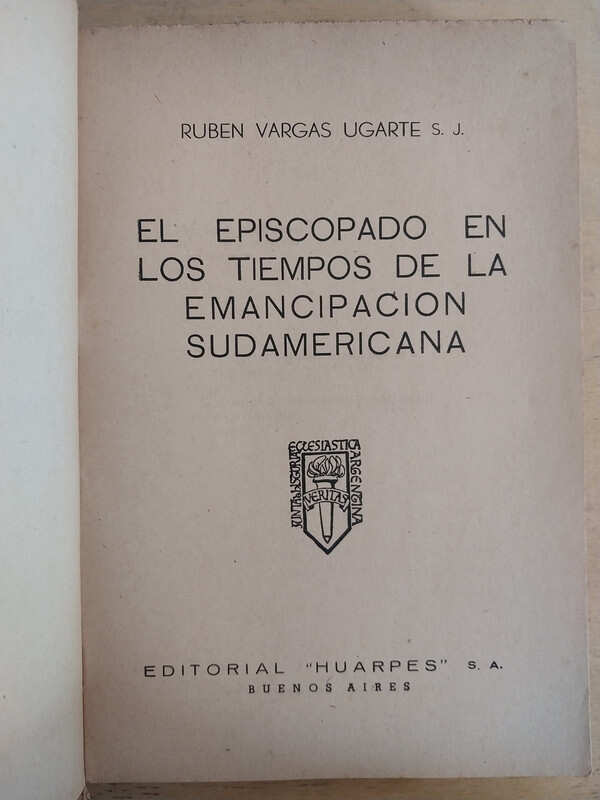 RUBEN VARGAS UGARTE S. J.
EL EPISCOPADO EN
LOS TIEMPOS DE LA
EMANCIPACION
SUDAMERICANA
JUNTA DE HISTORIA
ECLESIASTICA
ARGENTINA
VERITAS
EDITORIAL "HUARPES" S. A.
BUENOS AIRES